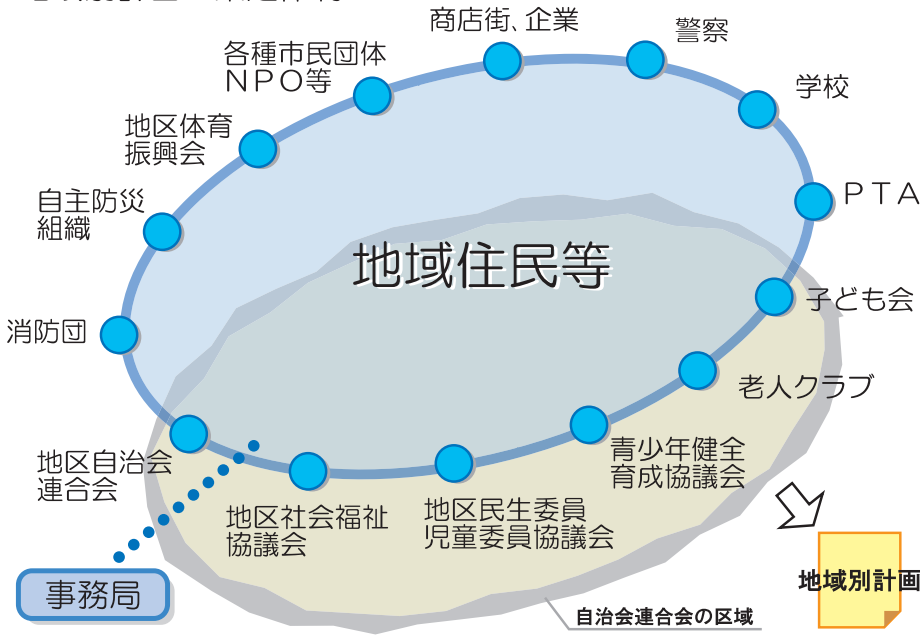 商店街、企業
警察
各種市民団体
ＮＰＯ等
学校
地区体育
振興会
ＰＴＡ
自主防災
組織
地域住民等
子ども会
消防団
老人クラブ
青少年健全
育成協議会
地区自治会
連合会
地区民生委員
児童委員協議会
地区社会福祉
協議会
事務局
地域別計画
自治会連合会の区域